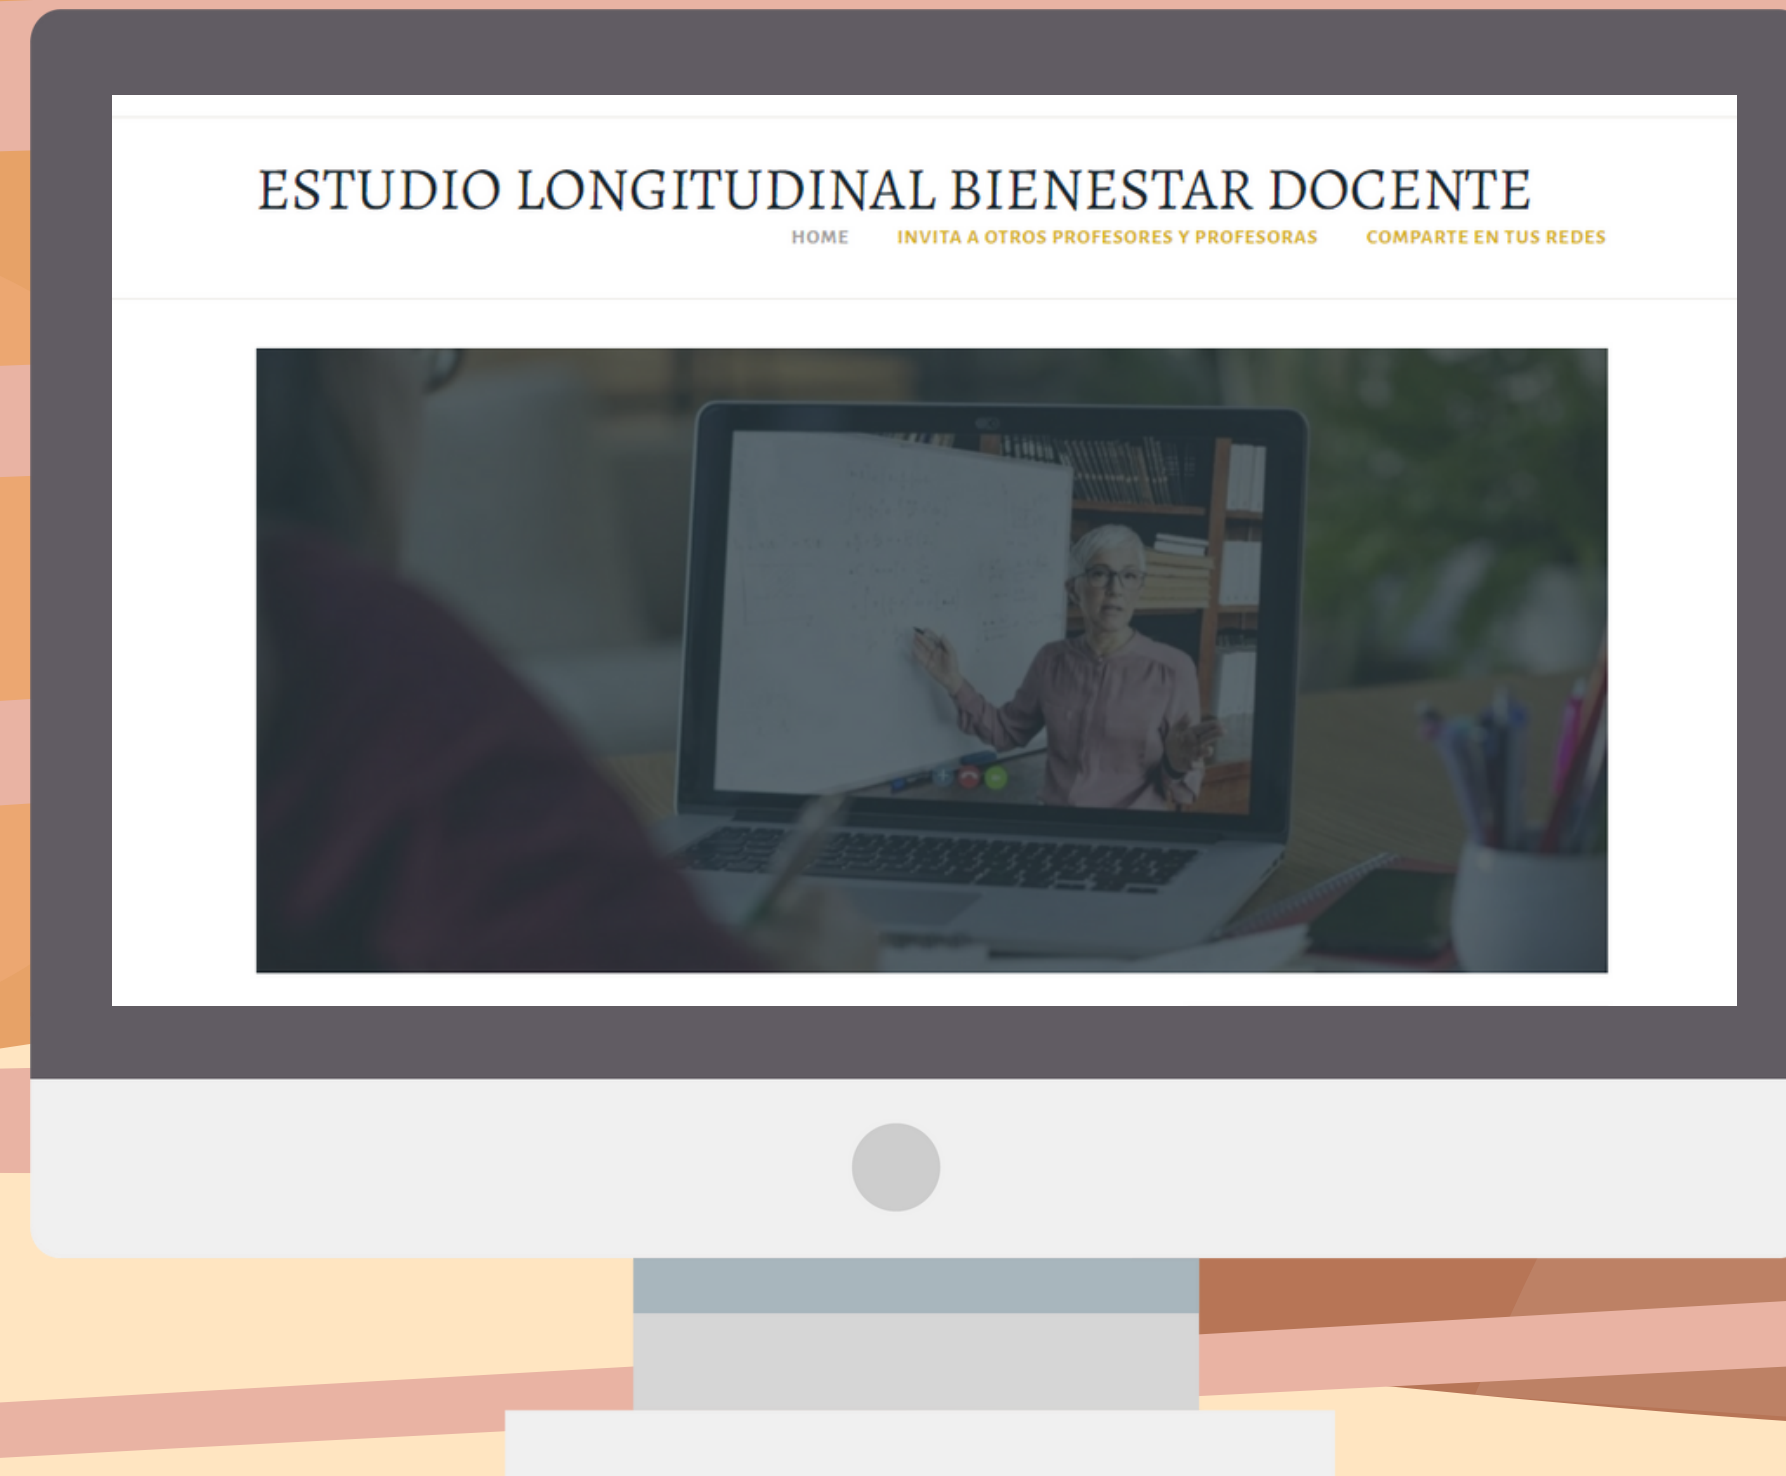 ESTUDIO LONGITUDINAL BIENESTAR DOCENTE
HOME INVITA A OTROS PROFESORES Y PROFESORAS COMPARTE EN TUS REDES